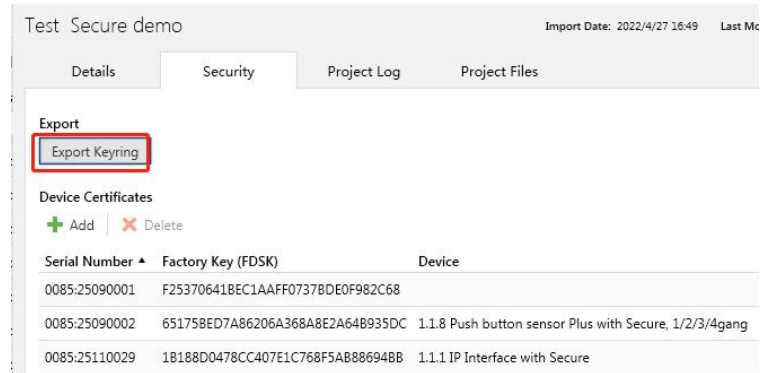 Test Secure demo
Import Date: 2022/4/27 16:49 Last Mo
Details Security Project Log Project Files
Export
Export Keyring
Device Certificates
Add Delete
Serial Number Factory Key (FDSK) Device
0085:25090001 F25370641BEC1AAFF0737BDE0F982C68
0085:25090002 65175BED7A86206A368A8E2A64B935DC 1.1.8 Push button sensor Plus with Secure, 1/2/3/4gang
0085:25110029 1B188D0478CC407E1C768F5AB88694BB 1.1.1 IP Interface with Secure